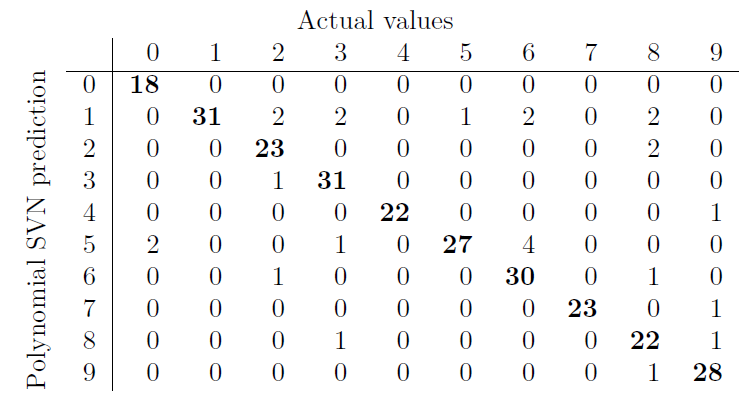 Actual values
0 1 2 3 4 5 6 7 8 9
Polynomial SVN prediction
0 18 0 0 0 0 0 0 0 0 0
1 0 31 2 2 0 1 2 0 2 0
2 0 0 23 0 0 0 0 0 2 0
3 0 0 1 31 0 0 0 0 0 0
4 0 0 0 0 22 0 0 0 0 1
5 2 0 0 1 0 27 4 0 0 0
6 0 0 1 0 0 0 30 0 1 0
7 0 0 0 0 0 0 0 23 0 1
8 0 0 0 1 0 0 0 0 22 1
9 0 0 0 0 0 0 0 0 1 28